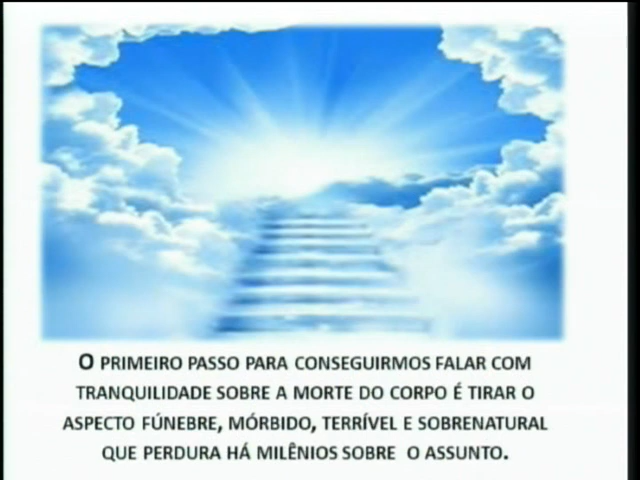 O PRIMEIRO PASSO PARA CONSEGUIRMOS FALAR COM
TRANQUILIDADE SOBRE A MORTE DO CORPO É TIRAR O
ASPECTO FÚNEBRE, MÓRBIDO, TERRÍVEL E SOBRENATURAL
QUE PERDURA HÁ MILÊNIOS SOBRE O ASSUNTO.